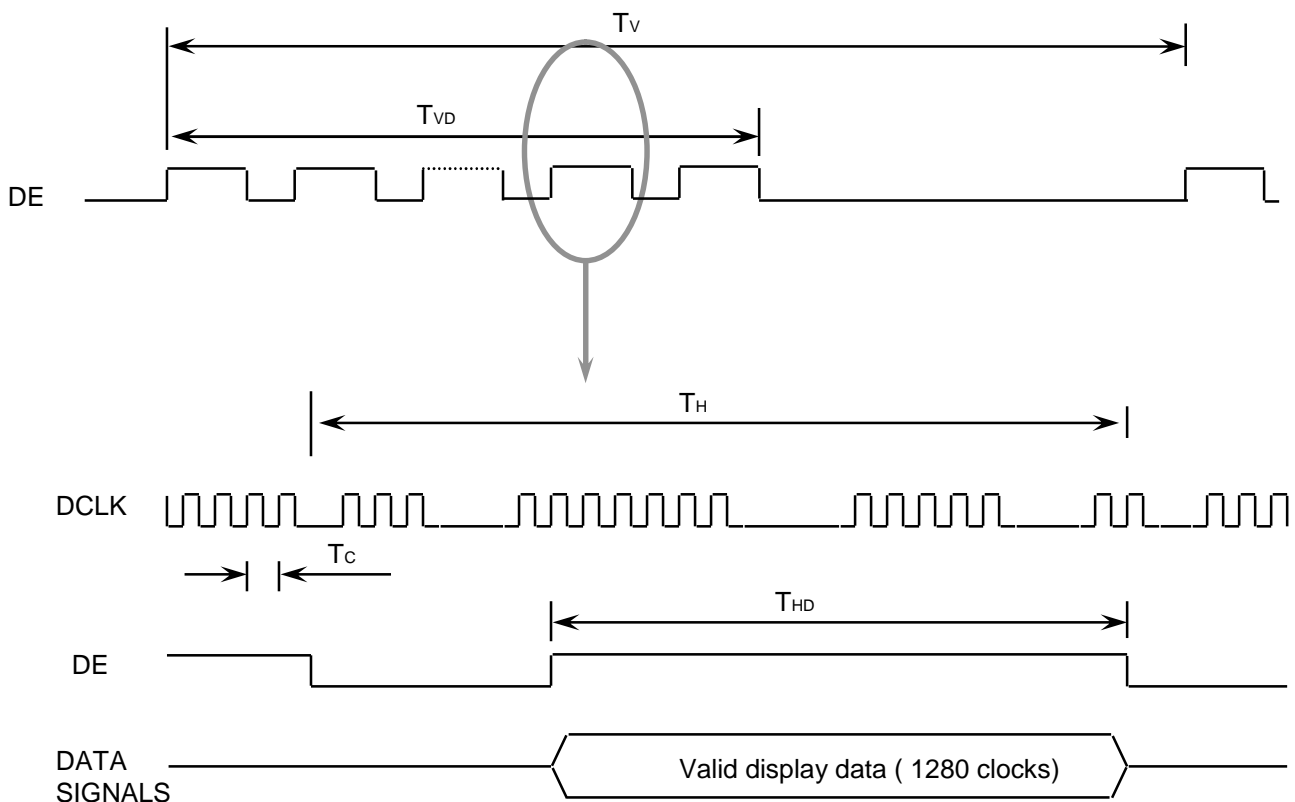 TV
TVD
DE
TH
DCLK
TC
THD
DE
DATA
SIGNALS
Valid display data ( 1280 clocks)